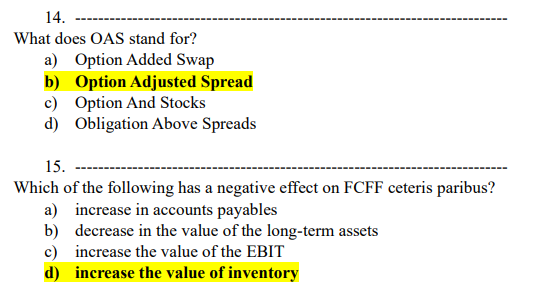 14. ------------------------------------------------------------------------
What does OAS stand for?
a) Option Added Swap
b) Option Adjusted Spread
c) Option And Stocks
d) Obligation Above Spreads
15. ------------------------------------------------------------------------
Which of the following has a negative effect on FCFF ceteris paribus?
a) increase in accounts payables
b) decrease in the value of the long-term assets
c) increase the value of the EBIT
d) increase the value of inventory